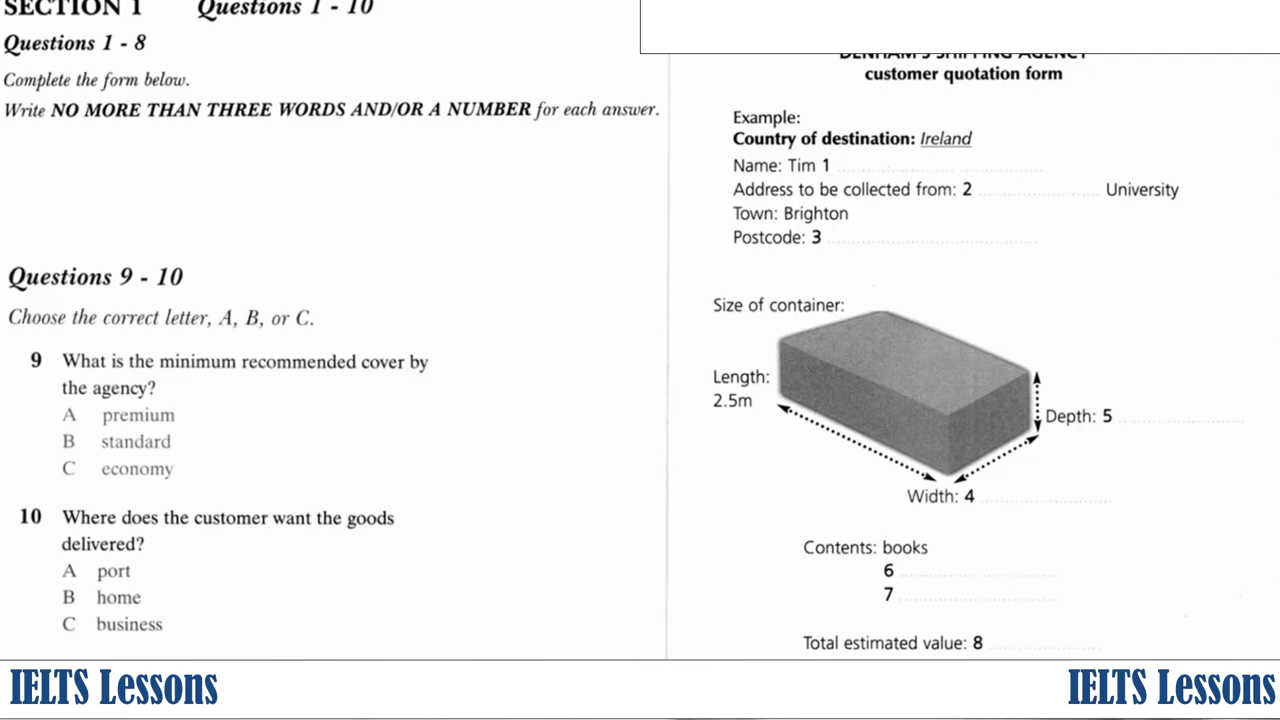 SECTION 1 Questions 1 - 10
Questions 1 - 8
Complete the form below.
Write NO MORE THAN THREE WORDS AND/OR A NUMBER for each answer.
Questions 9 - 10
Choose the correct letter, A, B, or C.
9 What is the minimum recommended cover by
the agency?
A premium
B standard
C economy
10 Where does the customer want the goods
delivered?
A port
B home
C business
DENHAM'S SHIPPING AGENCY
customer quotation form
Example:
Country of destination: Ireland
Name: Tim 1
Address to be collected from: 2 University
Town: Brighton
Postcode: 3
Size of container:
Length:
2.5m
Depth: 5
Width: 4
Contents: books
6
7
Total estimated value: 8
IELTS Lessons
IELTS Lessons